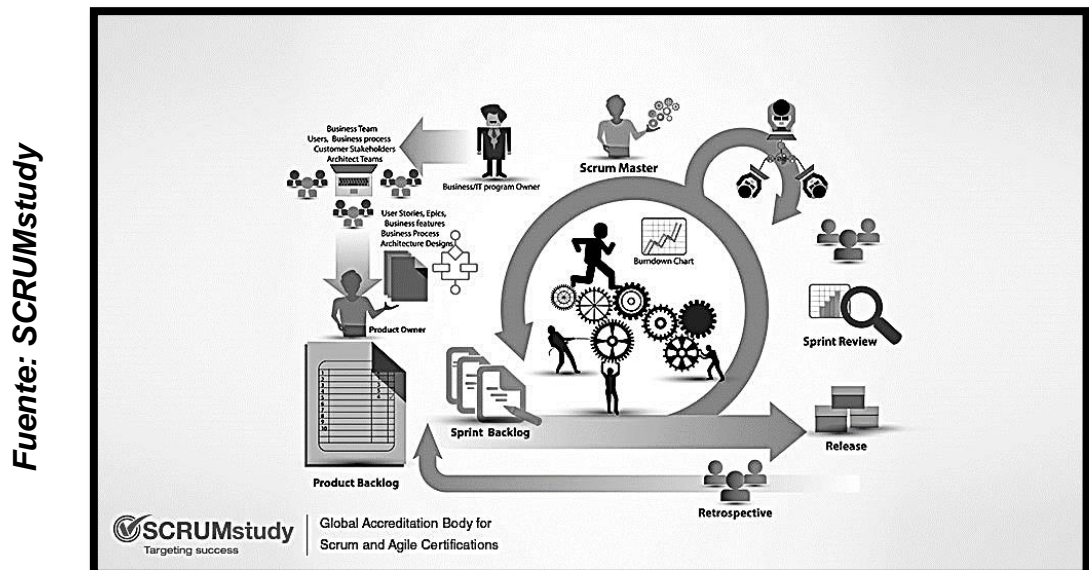 Fuente: SCRUMstudy
Business Team
Users, Business process
Customer Stakeholders
Architect Teams
Business/IT program Owner
Scrum Master
User Stories, Epics,
Business features
Business Process
Architecture Designs
Burndown Chart
Product Owner
Sprint Review
Sprint Backlog
Release
Product Backlog
Retrospective
SCRUMstudy
Targeting success
Global Accreditation Body for
Scrum and Agile Certifications